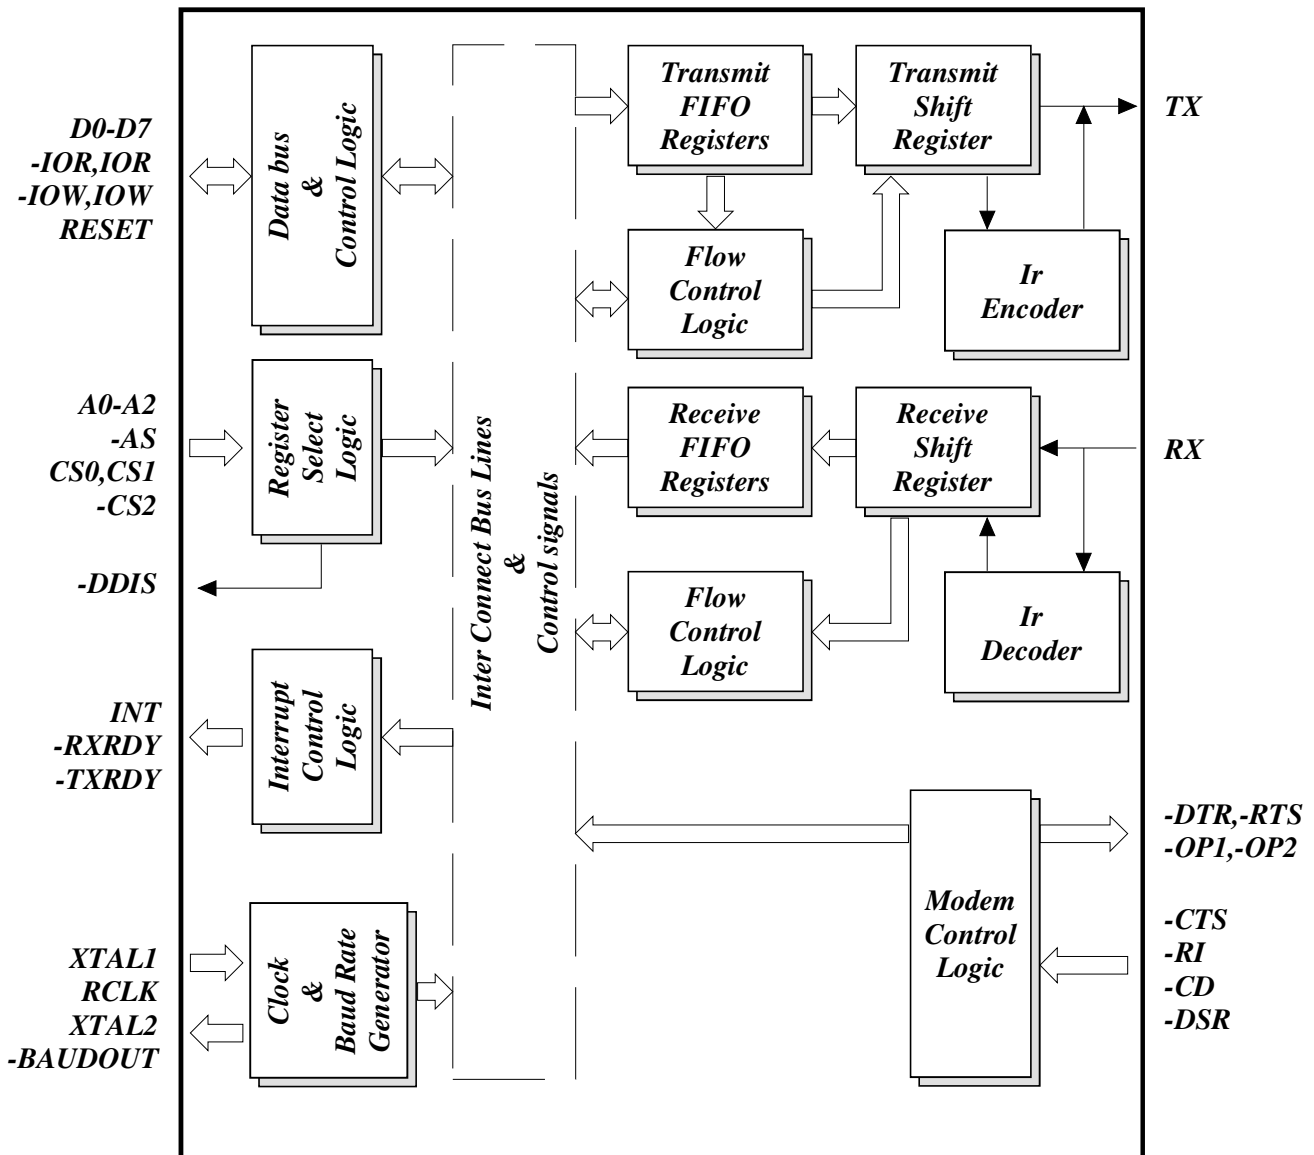 D0-D7
-IOR,IOR
-IOW,IOW
RESET
Data bus
&
Control Logic
A0-A2
-AS
CS0,CS1
-CS2
Register
Select
Logic
-DDIS
INT
-RXRDY
-TXRDY
Interrupt
Control
Logic
XTAL1
RCLK
XTAL2
-BAUDOUT
Clock
&
Baud Rate
Generator
Inter Connect Bus Lines
&
Control signals
Transmit
FIFO
Registers
Transmit
Shift
Register
TX
Flow
Control
Logic
Ir
Encoder
Receive
FIFO
Registers
Receive
Shift
Register
RX
Flow
Control
Logic
Ir
Decoder
Modem
Control
Logic
-DTR,-RTS
-OP1,-OP2
-CTS
-RI
-CD
-DSR